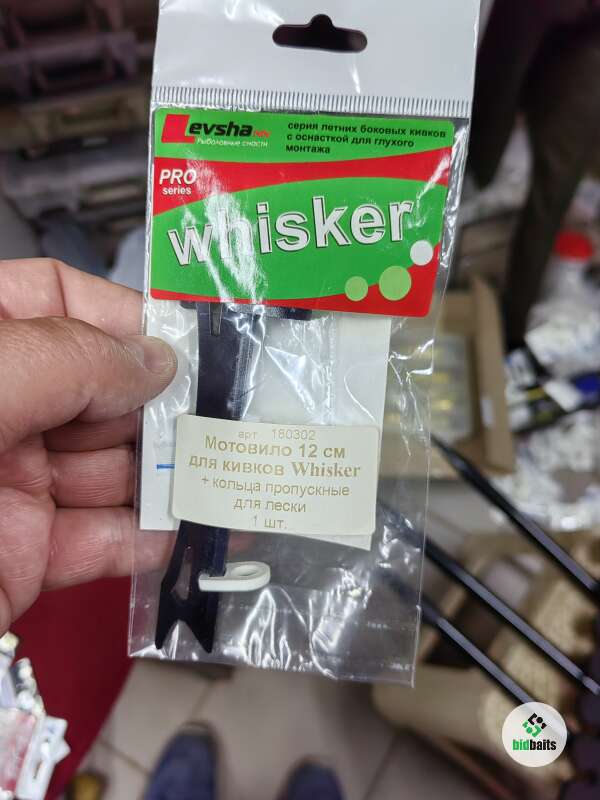 Levsha
Рыболовные снасти
серия летних боковых кивков
с оснасткой для глухого
монтажа
PRO
series
whisker
арт. 180302
Мотовило 12 см
для кивков Whisker
+ кольца пропускные
для лески
1 шт.
bidbaits